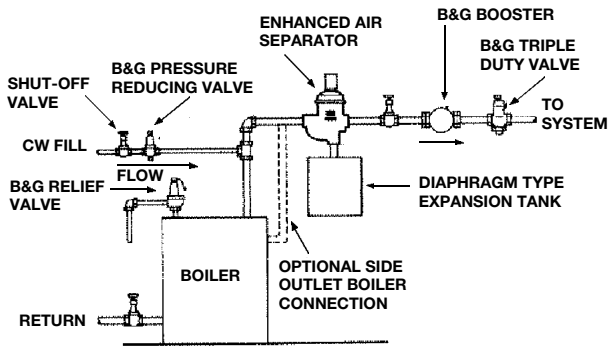 ENHANCED AIR
SEPARATOR
B&G BOOSTER
B&G TRIPLE
DUTY VALVE
SHUT-OFF
VALVE
B&G PRESSURE
REDUCING VALVE
TO
SYSTEM
CW FILL
FLOW
B&G RELIEF
VALVE
DIAPHRAGM TYPE
EXPANSION TANK
BOILER
OPTIONAL SIDE
OUTLET BOILER
CONNECTION
RETURN